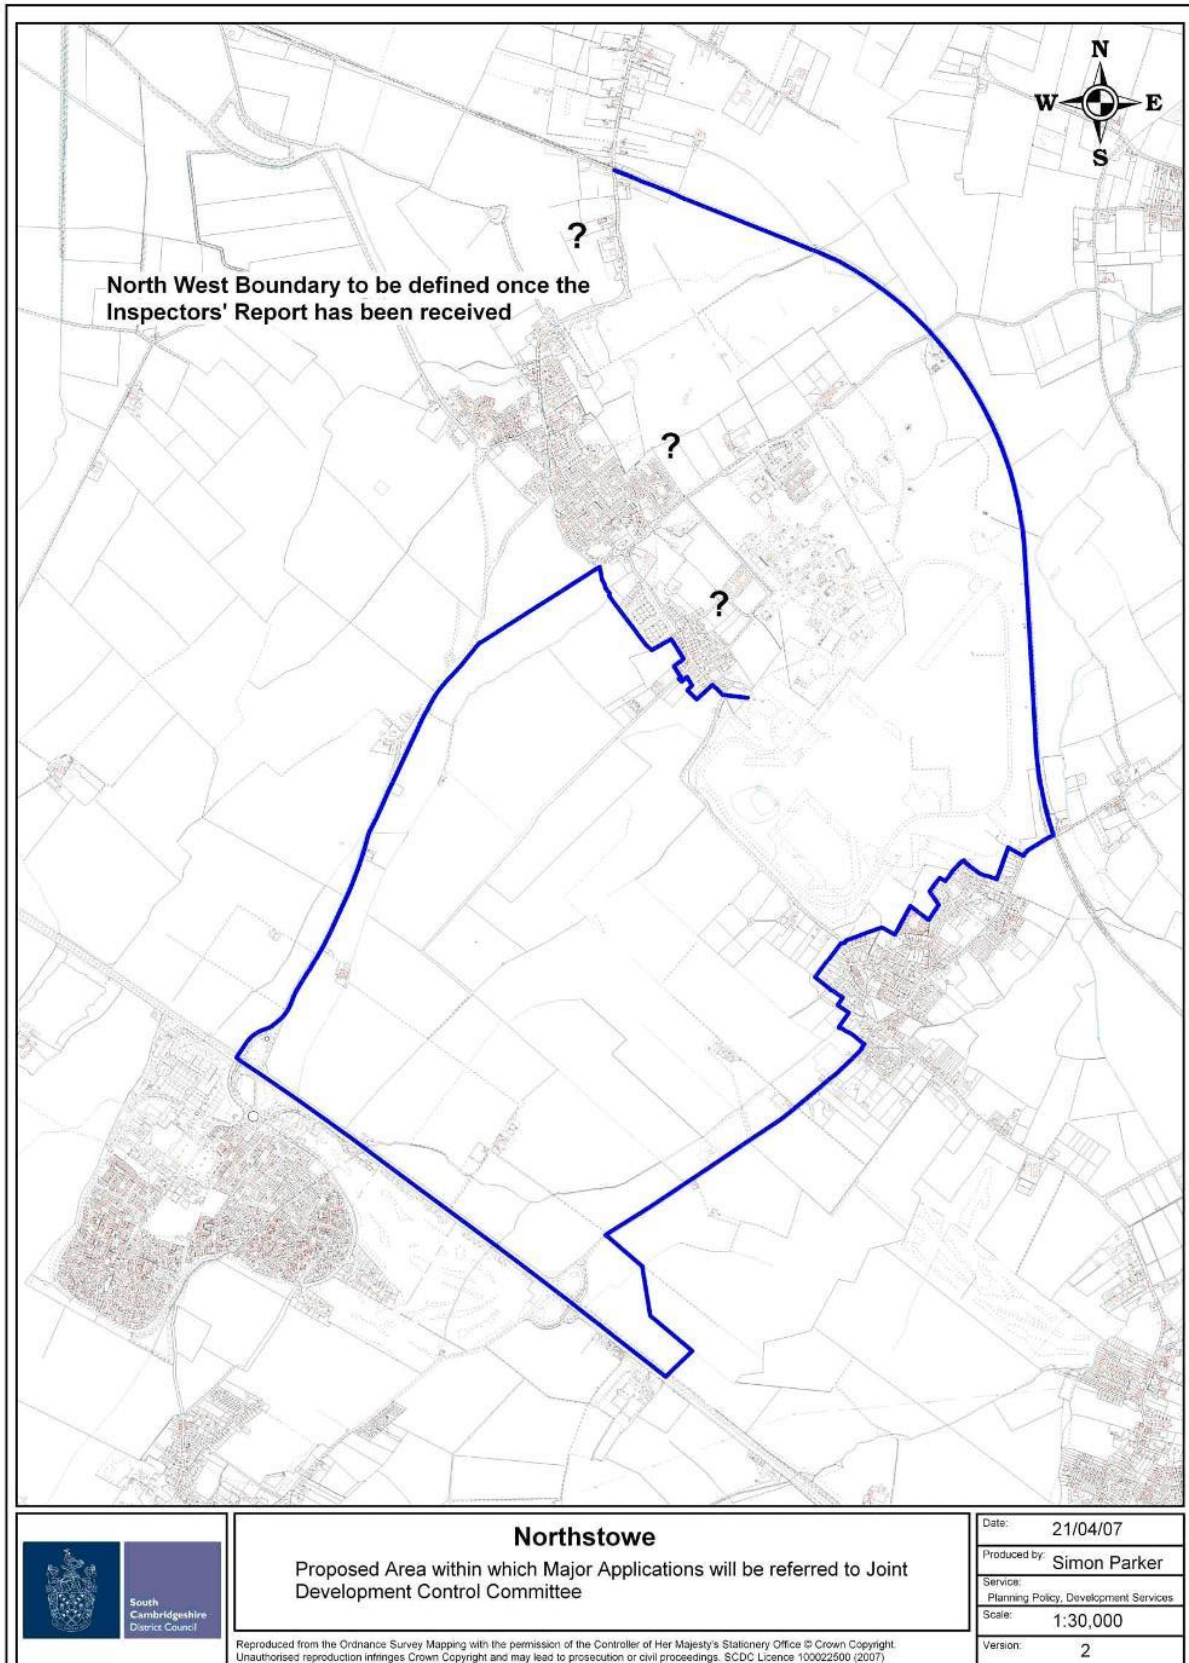 N
W E
S
?
North West Boundary to be defined once the
Inspectors' Report has been received
?
?
South
Cambridgeshire
District Council
Northstowe
Proposed Area within which Major Applications will be referred to Joint
Development Control Committee
Reproduced from the Ordnance Survey Mapping with the permission of the Controller of Her Majesty's Stationery Office © Crown Copyright.
Unauthorised reproduction infringes Crown Copyright and may lead to prosecution or civil proceedings. SCDC Licence 100022500 (2007)
Date: 21/04/07
Produced by: Simon Parker
Service:
Planning Policy, Development Services
Scale: 1:30,000
Version: 2